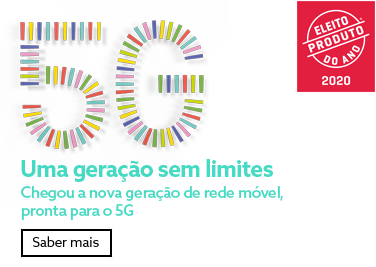 5G
ELEITO
PRODUTO
DO ANO
2020
Uma geração sem limites
Chegou a nova geração de rede móvel,
pronta para o 5G
Saber mais